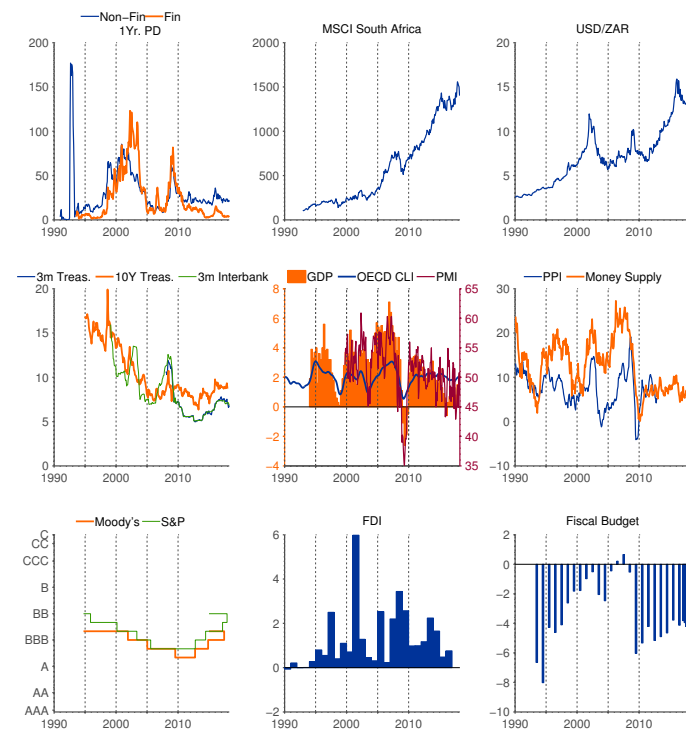 Non-Fin Fin
1Yr. PD MSCI South Africa USD/ZAR
200 2000 20
150 1500 15
100 1000 10
50 500 5
0 0 0
1990 2000 2010 1990 2000 2010 1990 2000 2010
3m Treas. 10Y Treas. 3m Interbank GDP OECD CLI PMI PPI Money Supply
20 8 65 30
6 60
15 20
4 55
10 2 50 10
0 45
5 0
−2 40
0 −4 35 −10
1990 2000 2010 1990 2000 2010 1990 2000 2010
Moody's S&P FDI Fiscal Budget
C 6 2
CC
CCC 0
4
B −2
BB −4
2
BBB −6
A 0
−8
AA
AAA −2 −10
1990 2000 2010 1990 2000 2010 1990 2000 2010